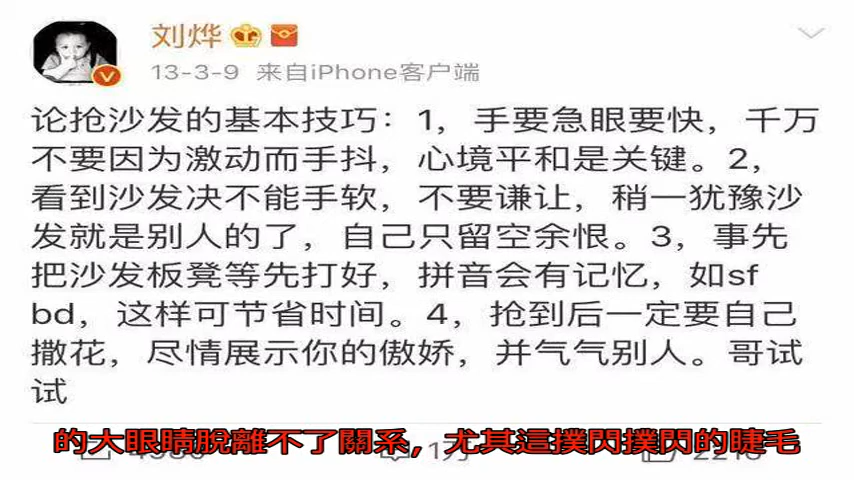 刘烨
13-3-9 来自iPhone客户端
论抢沙发的基本技巧：1，手要急眼要快，千万
不要因为激动而手抖，心境平和是关键。2，
看到沙发决不能手软，不要谦让，稍一犹豫沙
发就是别人的了，自己只留空余恨。3，事先
把沙发板凳等先打好，拼音会有记忆，如sf
bd，这样可节省时间。4，抢到后一定要自己
撒花，尽情展示你的傲娇，并气气别人。哥试
试
的大眼睛脫離不了關系，尤其這撲閃撲閃的睫毛